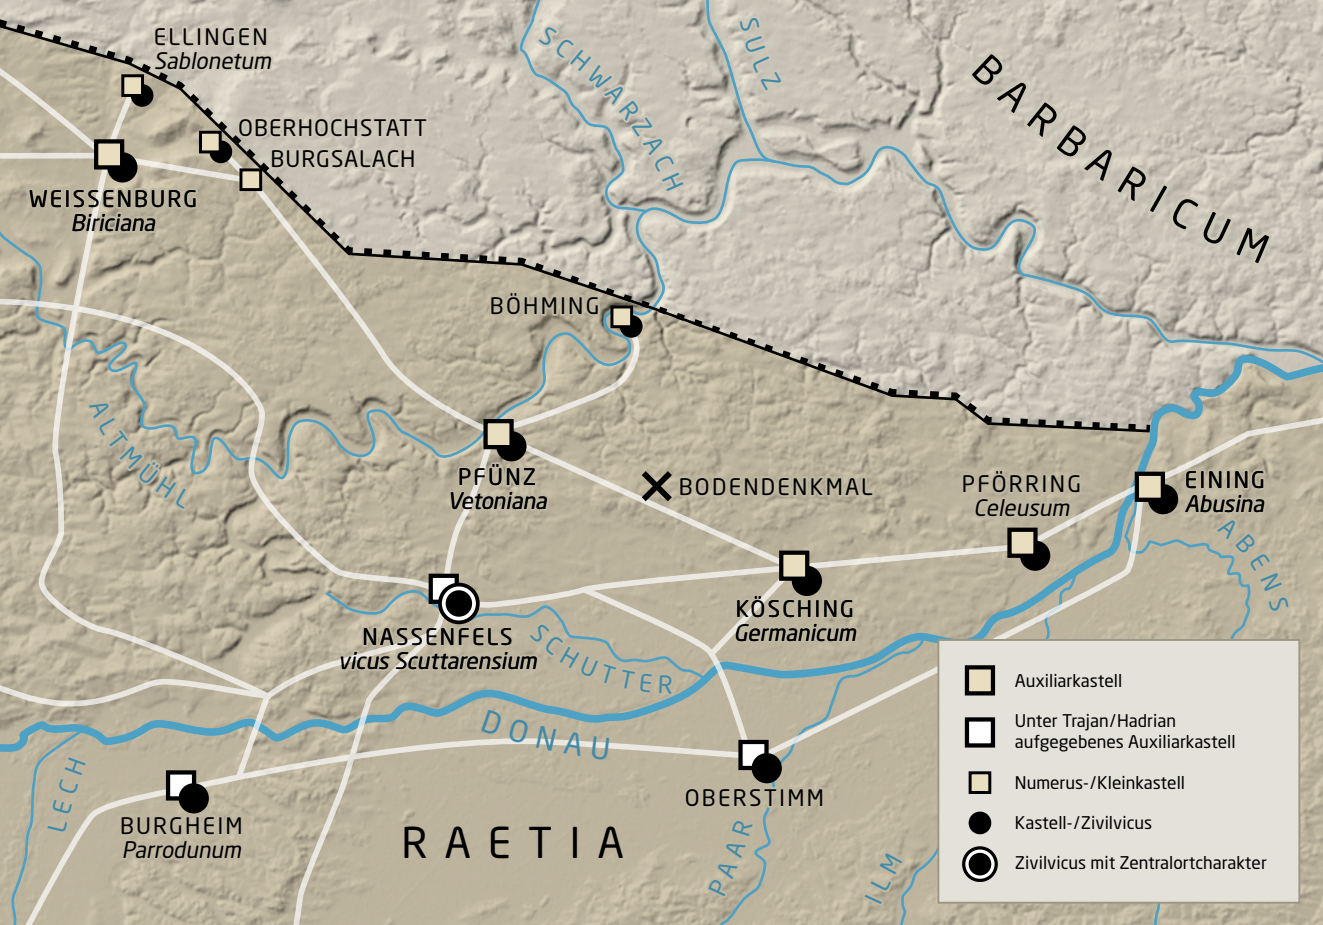 ELLINGEN
Sablonetum
SCHWARZACH
SULZ
BARBARICUM
OBERHOCHSTATT
BURGSALACH
WEISSENBURG
Biriciana
BÖHMING
ALTMÜHL
PFÜNZ
Vetoniana
BODENDENKMAL
PFÖRRING
Celeusum
EINING
Abusina
ABENS
KÖSCHING
Germanicum
NASSENFELS
vicus Scuttarensium
SCHUTTER
DONAU
LECH
BURGHEIM
Parrodunum
RAETIA
OBERSTIMM
PAAR
ILM
Auxiliarkastell
Unter Trajan/Hadrian
aufgegebenes Auxiliarkastell
Numerus-/Kleinkastell
Kastell-/Zivilvicus
Zivilvicus mit Zentralortcharakter